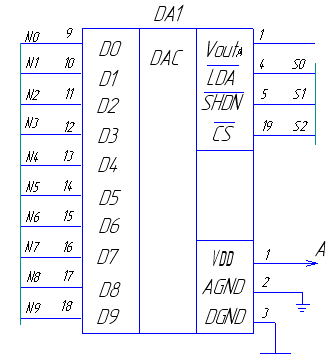 DA1
N0 9 D0 DAC VoutA 1
N1 10 D1 LDA 4 S0
N2 11 D2 SHDN 5 S1
N3 12 D3 CS 19 S2
N4 13 D4
N5 14 D5
N6 15 D6
N7 16 D7 VDD 1 A
N8 17 D8 AGND 2
N9 18 D9 DGND 3